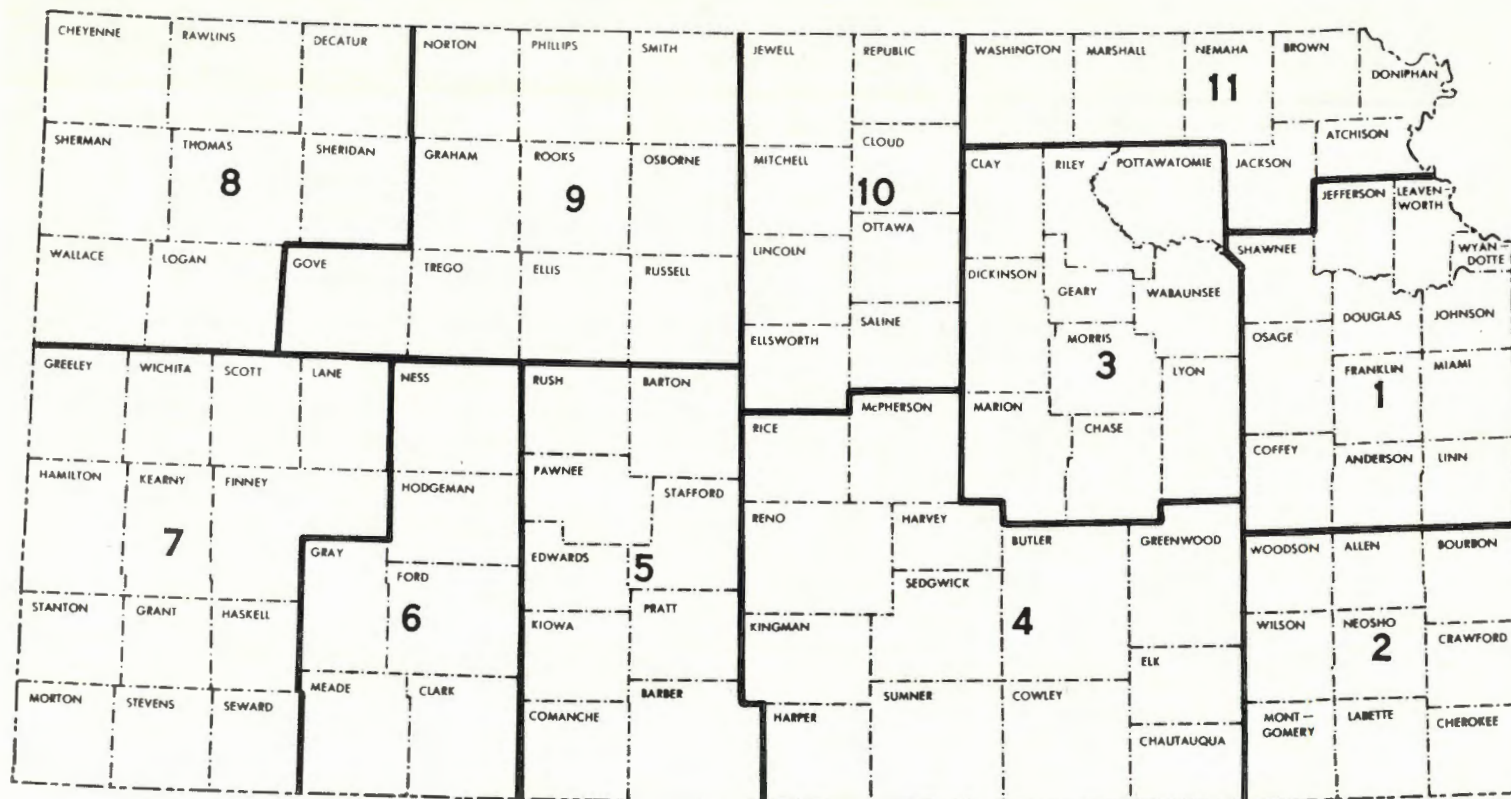 CHEYENNE
RAWLINS
DECATUR
NORTON
PHILLIPS
SMITH
JEWELL
REPUBLIC
WASHINGTON
MARSHALL
NEMAHA
BROWN
DONIPHAN
11
SHERMAN
THOMAS
SHERIDAN
GRAHAM
ROOKS
OSBORNE
MITCHELL
CLOUD
CLAY
RILEY
POTTAWATOMIE
JACKSON
ATCHISON
8
9
10
JEFFERSON
LEAVEN-
WORTH
WALLACE
LOGAN
GOVE
TREGO
ELLIS
RUSSELL
LINCOLN
OTTAWA
DICKINSON
GEARY
WABAUNSEE
SHAWNEE
WYAN-
DOTTE
ELLSWORTH
SALINE
MORRIS
3
LYON
OSAGE
DOUGLAS
JOHNSON
GREELEY
WICHITA
SCOTT
LANE
NESS
RUSH
BARTON
RICE
McPHERSON
MARION
CHASE
FRANKLIN
1
MIAMI
HAMILTON
KEARNY
FINNEY
HODGEMAN
PAWNEE
STAFFORD
COFFEY
ANDERSON
LINN
7
GRAY
FORD
6
EDWARDS
5
RENO
HARVEY
BUTLER
GREENWOOD
WOODSON
ALLEN
BOURBON
STANTON
GRANT
HASKELL
KIOWA
PRATT
KINGMAN
SEDGWICK
4
ELK
WILSON
NEOSHO
2
CRAWFORD
MORTON
STEVENS
SEWARD
MEADE
CLARK
COMANCHE
BARBER
HARPER
SUMNER
COWLEY
CHAUTAUQUA
MONT-
GOMERY
LABETTE
CHEROKEE